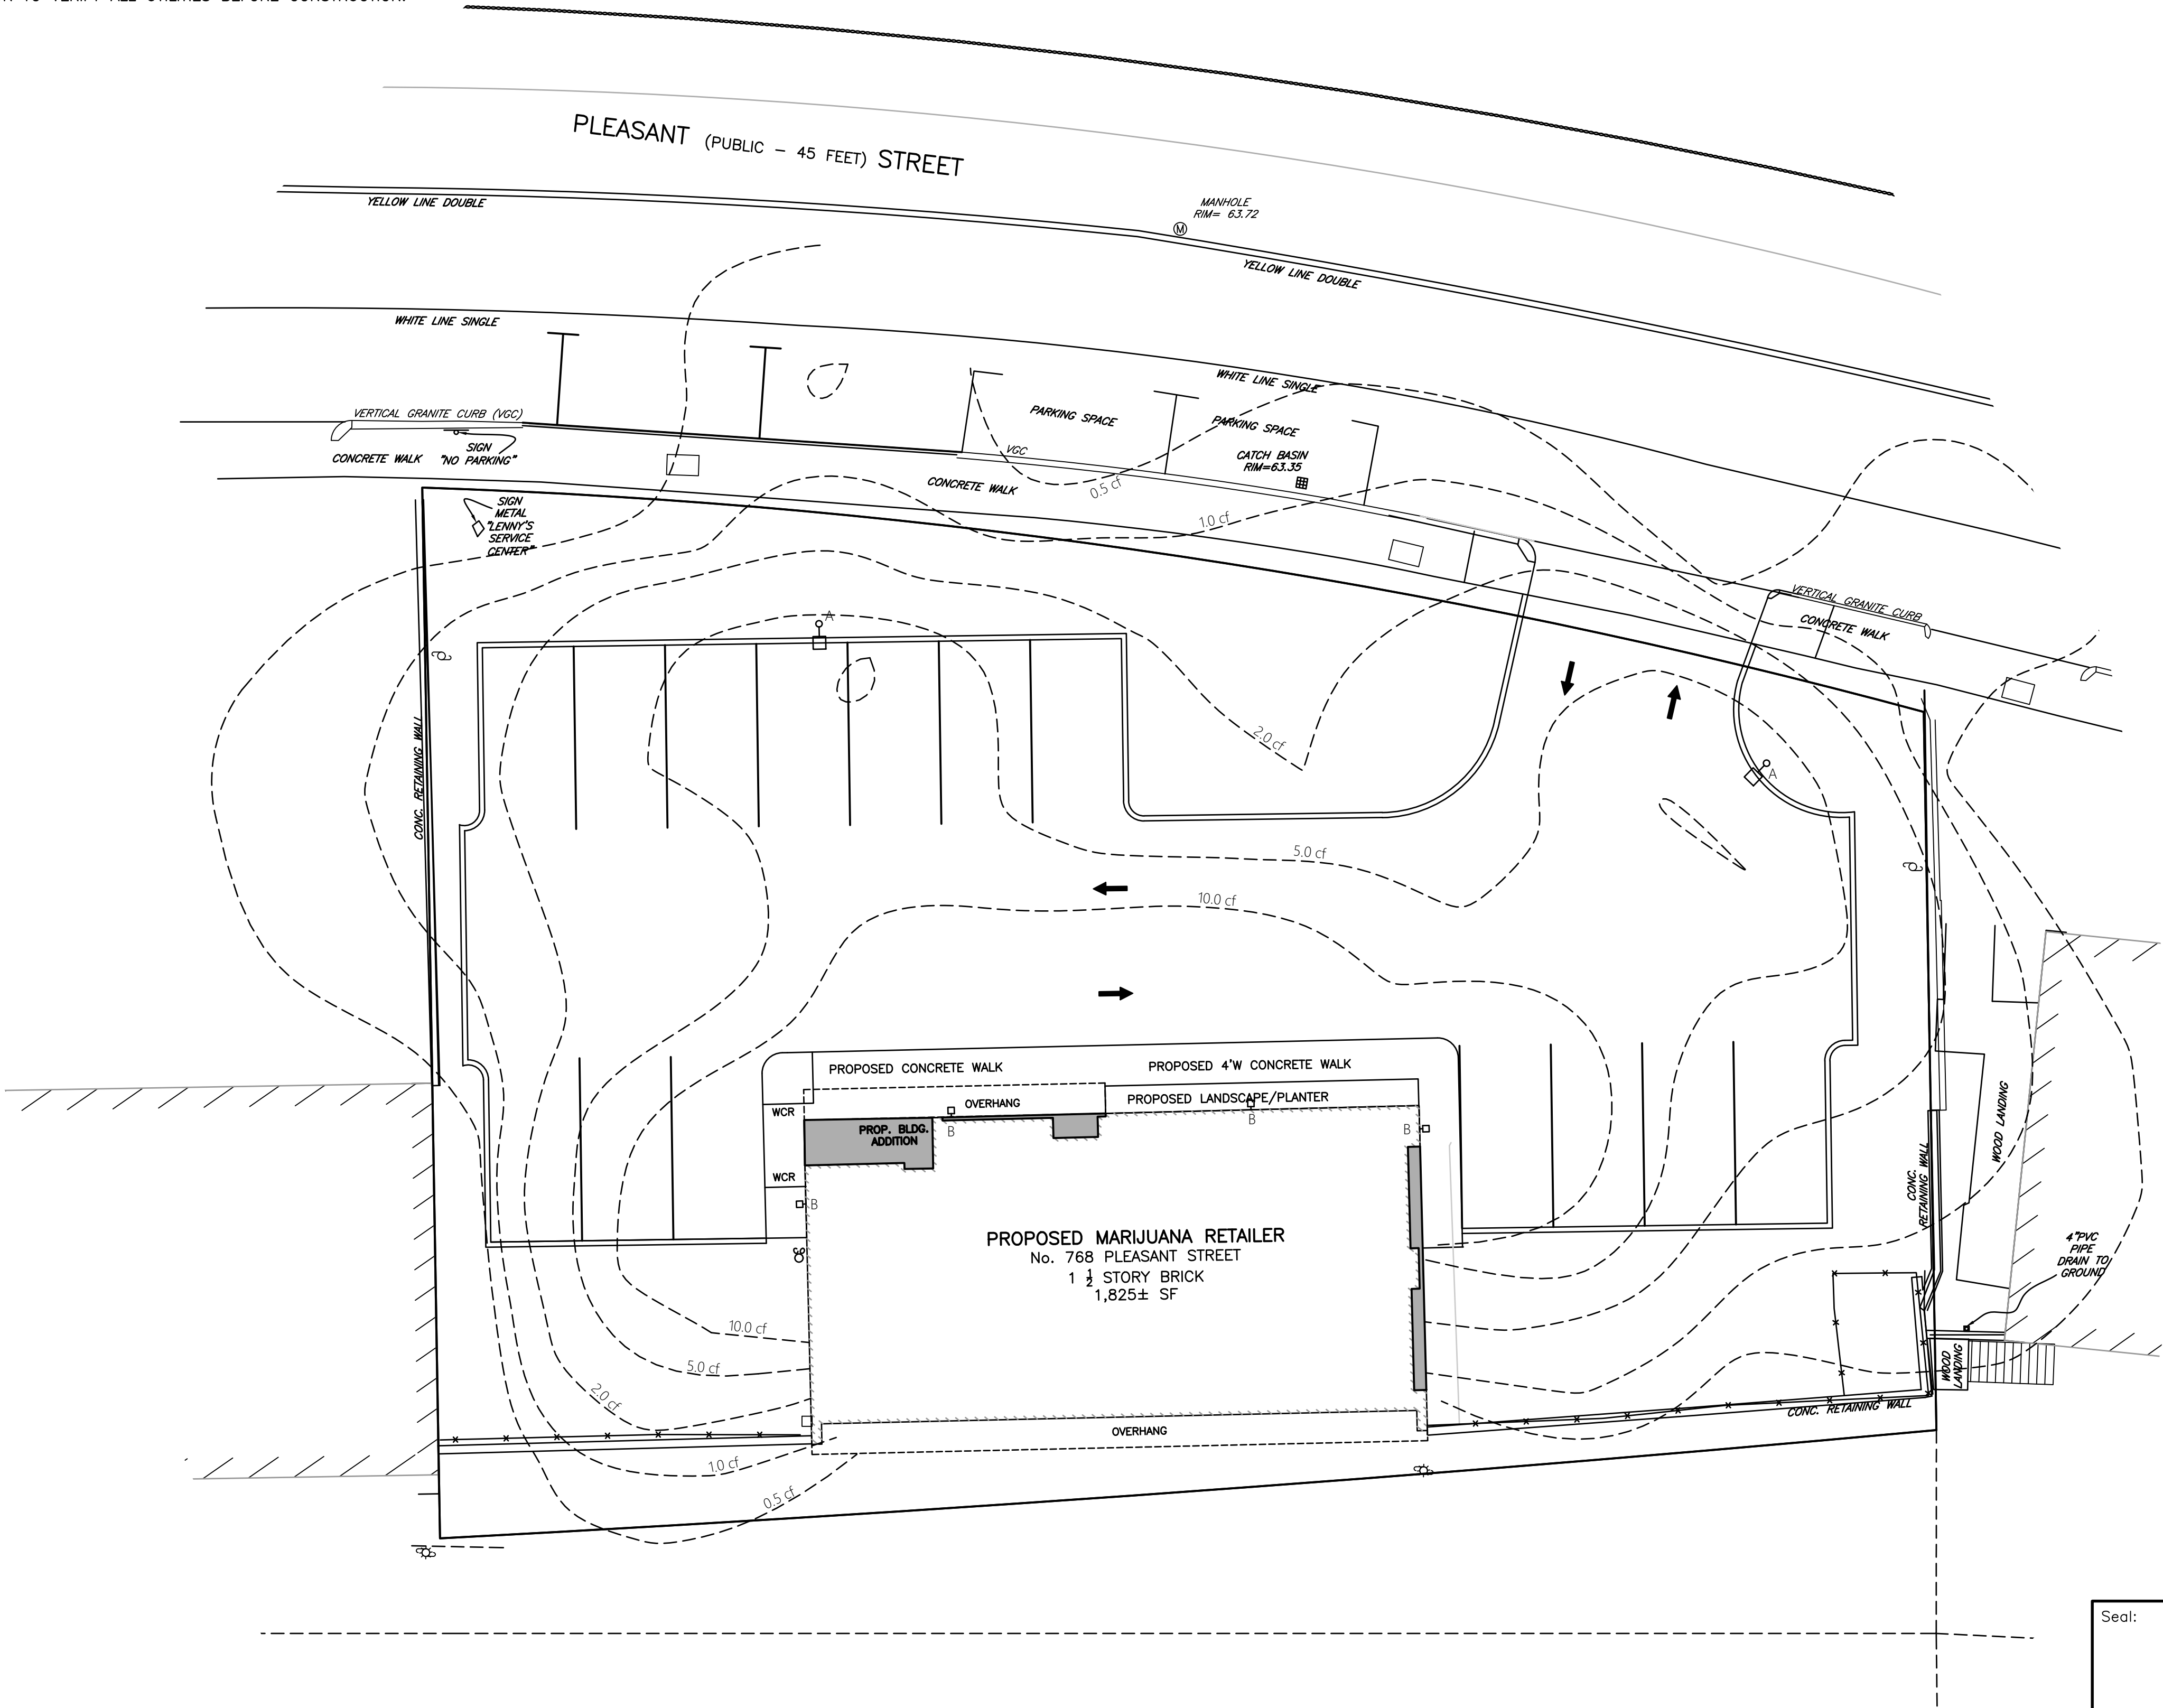 TO VERIFY ALL UTILITIES BEFORE CONSTRUCTION.
PLEASANT (PUBLIC - 45 FEET) STREET
YELLOW LINE DOUBLE
MANHOLE
RIM= 63.72
M
YELLOW LINE DOUBLE
WHITE LINE SINGLE
WHITE LINE SINGLE
VERTICAL GRANITE CURB (VGC)
SIGN
"NO PARKING"
CONCRETE WALK
PARKING SPACE
PARKING SPACE
VGC
CATCH BASIN
RIM=63.35
CONCRETE WALK
0.5 cf
1.0 cf
SIGN
METAL
"LENNY'S
SERVICE
CENTER"
VERTICAL GRANITE CURB
CONCRETE WALK
A
CONC. RETAINING WALL
2.0 cf
A
5.0 cf
10.0 cf
PROPOSED CONCRETE WALK
PROPOSED 4'W CONCRETE WALK
WCR
OVERHANG
PROPOSED LANDSCAPE/PLANTER
PROP. BLDG.
ADDITION
B
B
B
WCR
B
WOOD LANDING
CONC.
RETAINING WALL
PROPOSED MARIJUANA RETAILER
No. 768 PLEASANT STREET
1 1/2 STORY BRICK
1,825± SF
4"PVC
PIPE
DRAIN TO
GROUND
10.0 cf
5.0 cf
2.0 cf
WOOD
LANDING
CONC. RETAINING WALL
OVERHANG
1.0 cf
0.5 cf
Seal: